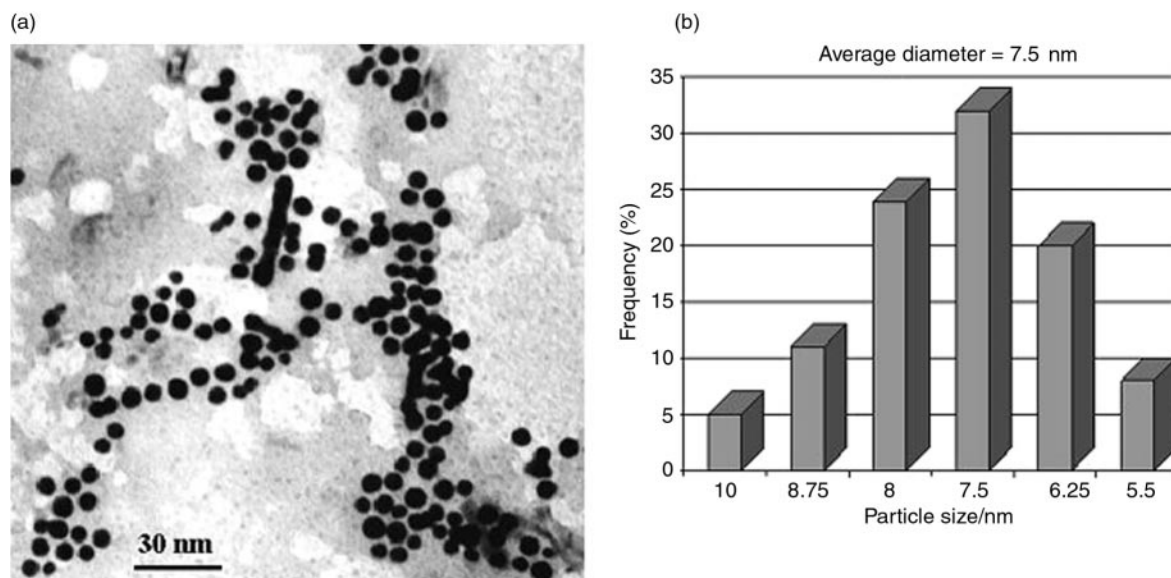 (a)
30 nm
(b)
Average diameter = 7.5 nm
35
30
25
20
15
10
5
0
Frequency (%)
10 8.75 8 7.5 6.25 5.5
Particle size/nm